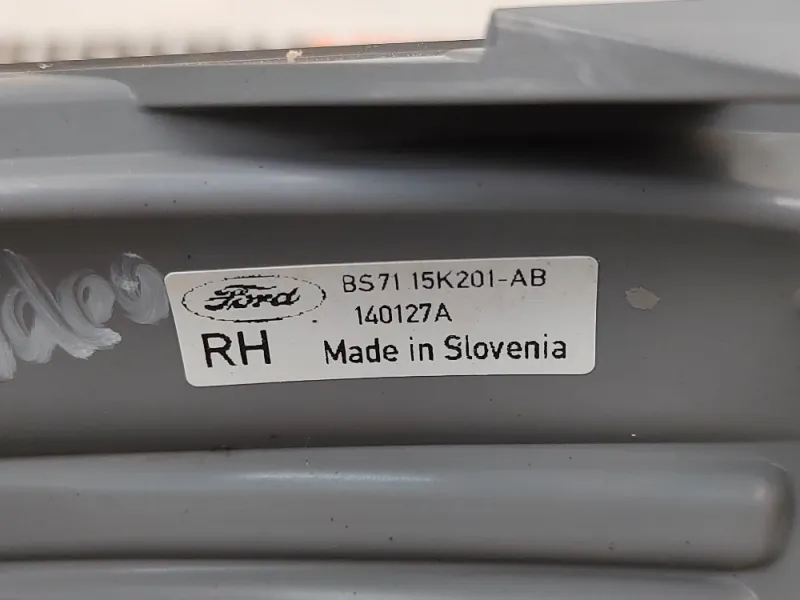 Ford
BS71 15K201-AB
140127A
RH
Made in Slovenia